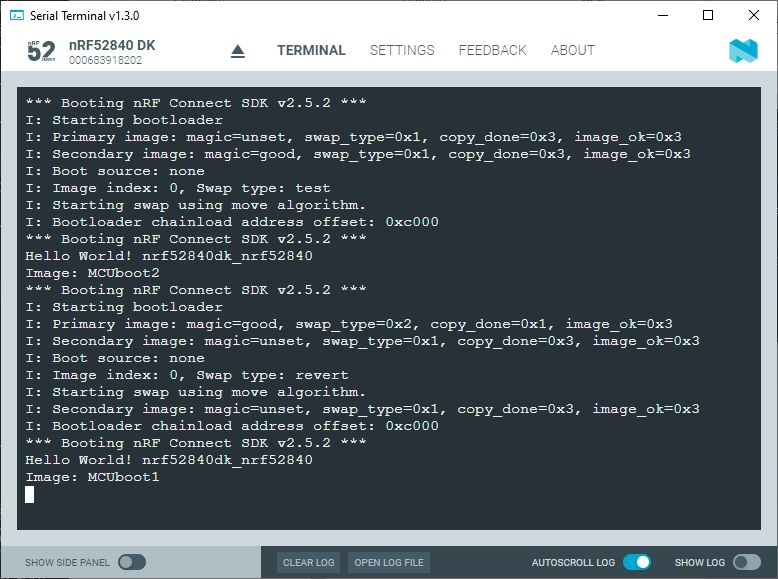 Serial Terminal v1.3.0
nRF
52
SERIES
nRF52840 DK
000683918202
TERMINAL
SETTINGS
FEEDBACK
ABOUT
*** Booting nRF Connect SDK v2.5.2 ***
I: Starting bootloader
I: Primary image: magic=unset, swap_type=0x1, copy_done=0x3, image_ok=0x3
I: Secondary image: magic=good, swap_type=0x1, copy_done=0x3, image_ok=0x3
I: Boot source: none
I: Image index: 0, Swap type: test
I: Starting swap using move algorithm.
I: Bootloader chainload address offset: 0xc000
*** Booting nRF Connect SDK v2.5.2 ***
Hello World! nrf52840dk_nrf52840
Image: MCUboot2
*** Booting nRF Connect SDK v2.5.2 ***
I: Starting bootloader
I: Primary image: magic=good, swap_type=0x2, copy_done=0x1, image_ok=0x3
I: Secondary image: magic=unset, swap_type=0x1, copy_done=0x3, image_ok=0x3
I: Boot source: none
I: Image index: 0, Swap type: revert
I: Starting swap using move algorithm.
I: Secondary image: magic=unset, swap_type=0x1, copy_done=0x3, image_ok=0x3
I: Bootloader chainload address offset: 0xc000
*** Booting nRF Connect SDK v2.5.2 ***
Hello World! nrf52840dk_nrf52840
Image: MCUboot1
SHOW SIDE PANEL
CLEAR LOG
OPEN LOG FILE
AUTOSCROLL LOG
SHOW LOG